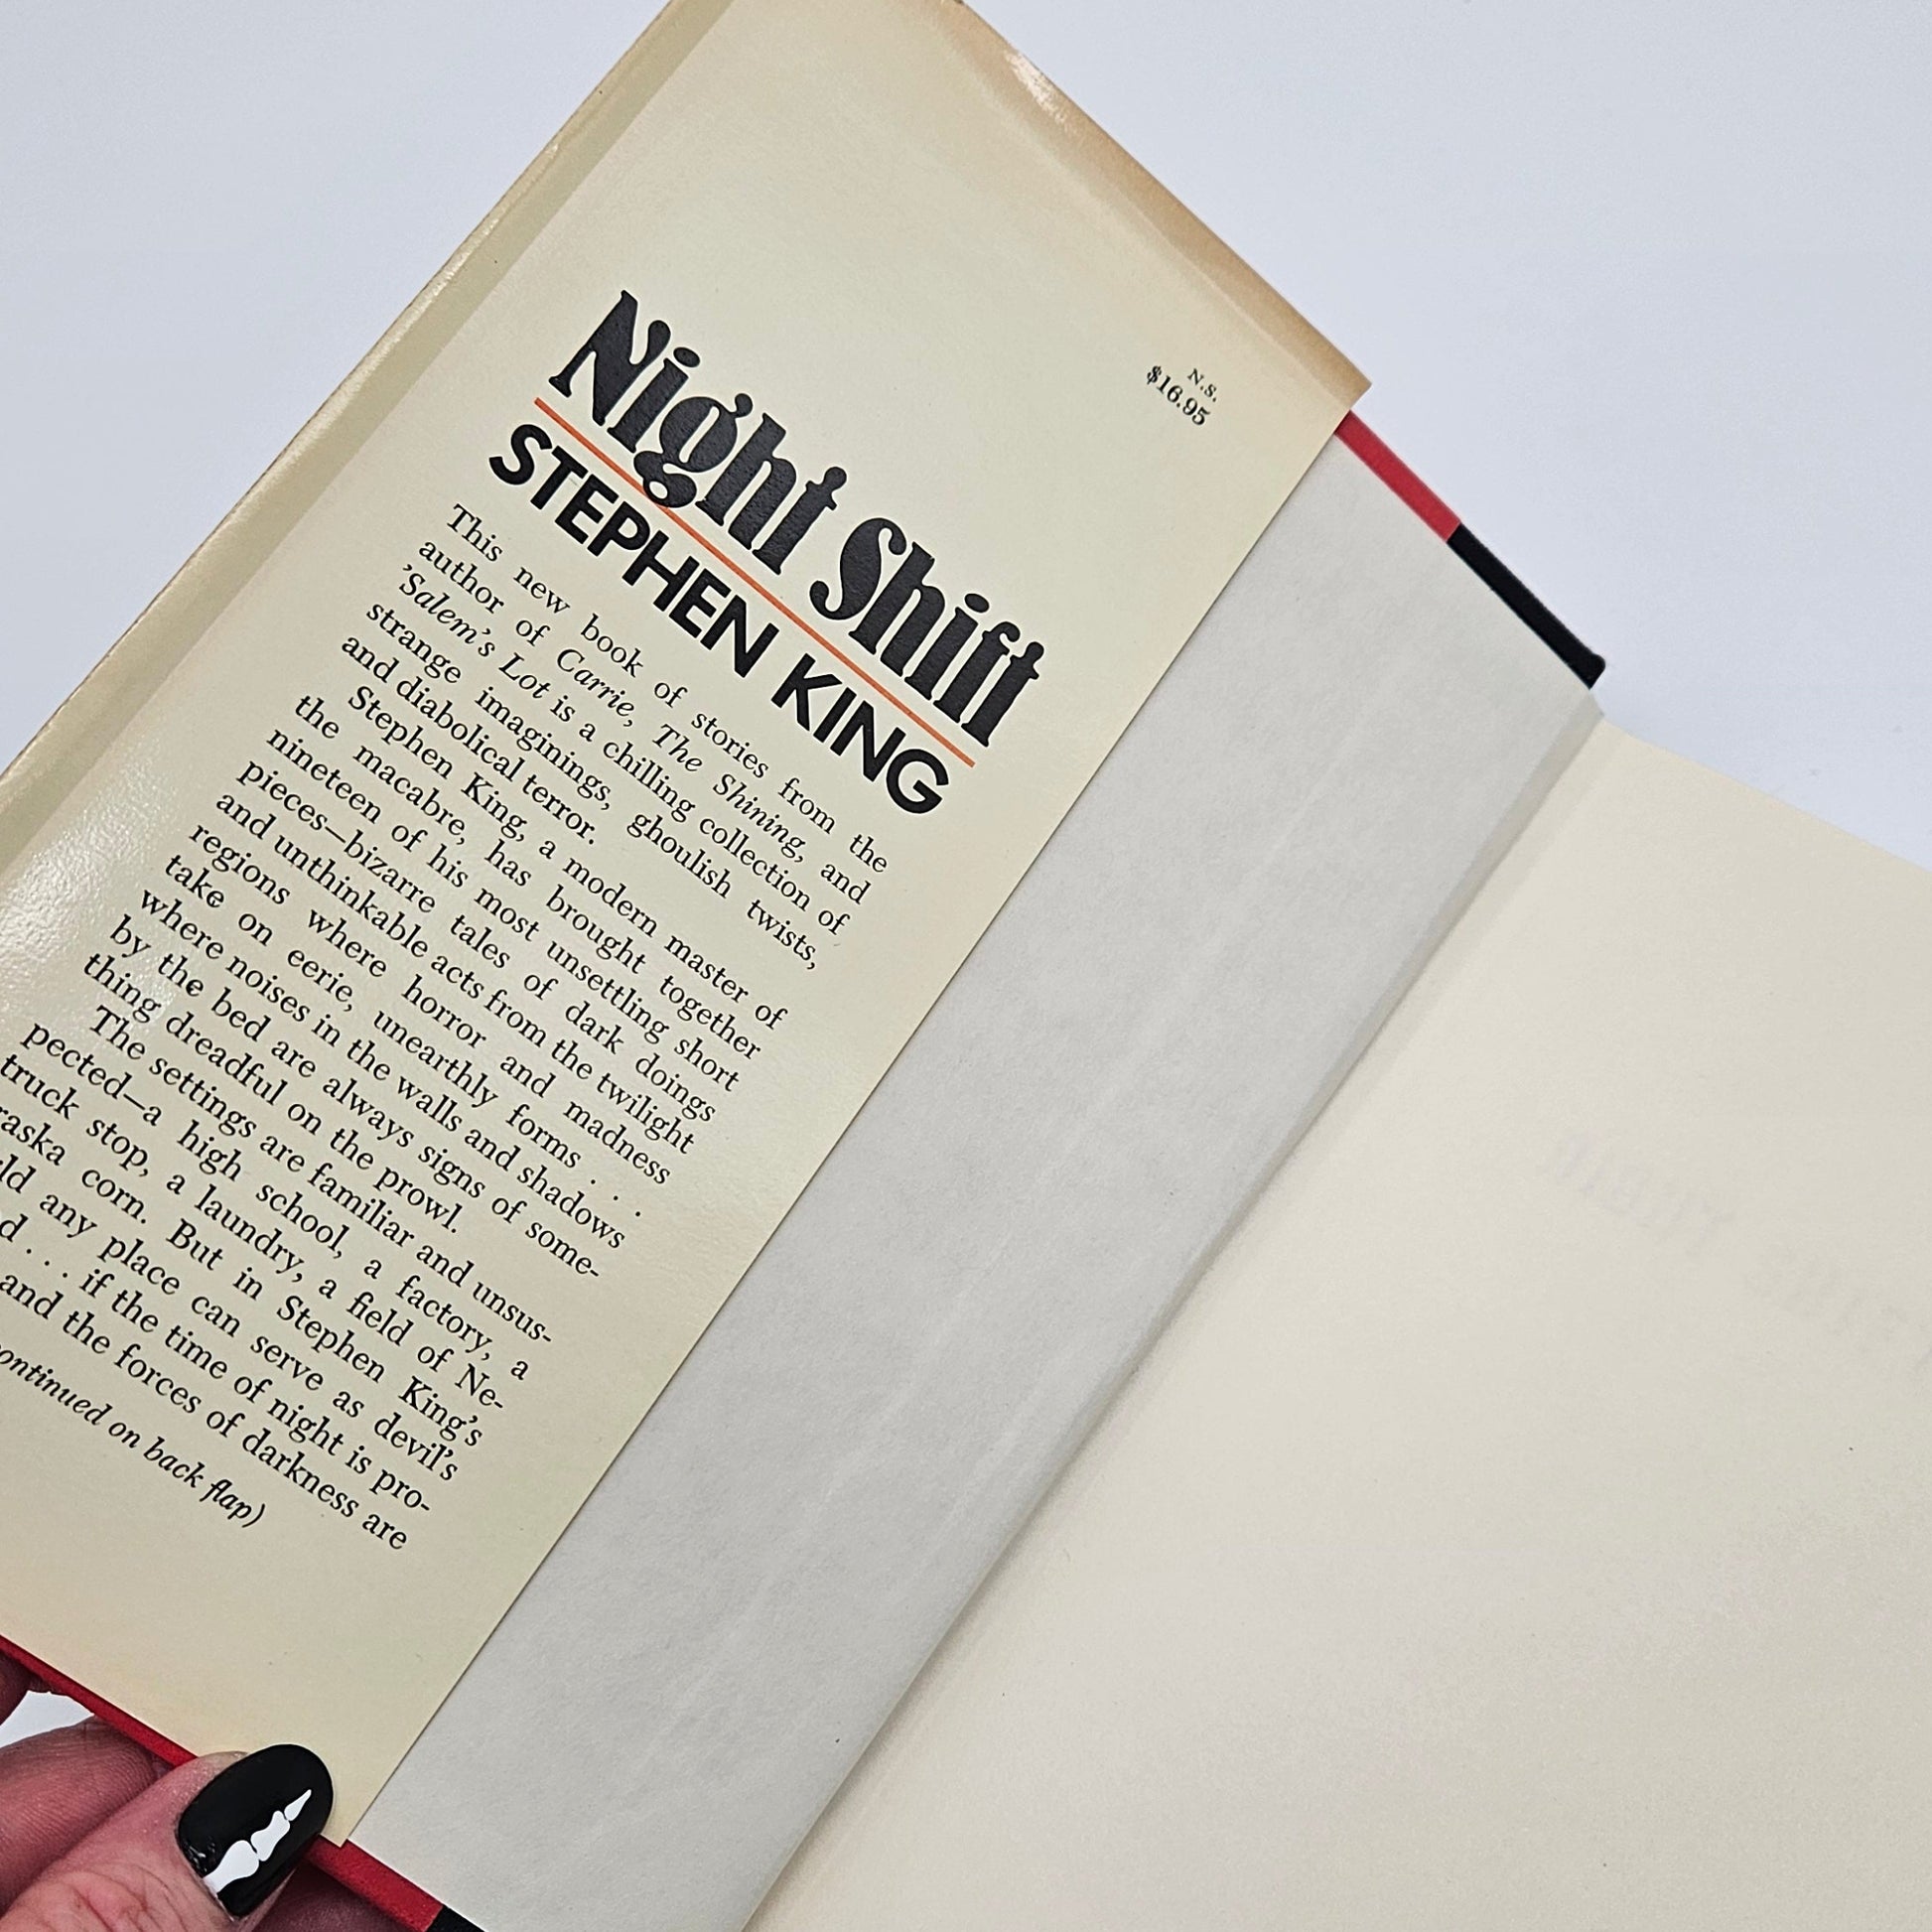 N.S.
$16.95
Night Shift
STEPHEN KING
This new book of stories from the
author of Carrie, The Shining, and
'Salem's Lot is a chilling collection of
strange imaginings, ghoulish twists,
and diabolical terror.
Stephen King, a modern master of
the macabre, has brought together
nineteen of his most unsettling short
pieces—bizarre tales of dark doings
and unthinkable acts from the twilight
regions where horror and madness
take on eerie, unearthly forms . . .
where noises in the walls and shadows
by the bed are always signs of some-
thing dreadful on the prowl.
The settings are familiar and unsus-
pected—a high school, a factory, a
truck stop, a laundry, a field of Ne-
raska corn. But in Stephen King's
any place can serve as devil's
. . . if the time of night is pro-
and the forces of darkness are
ontinued on back flap)